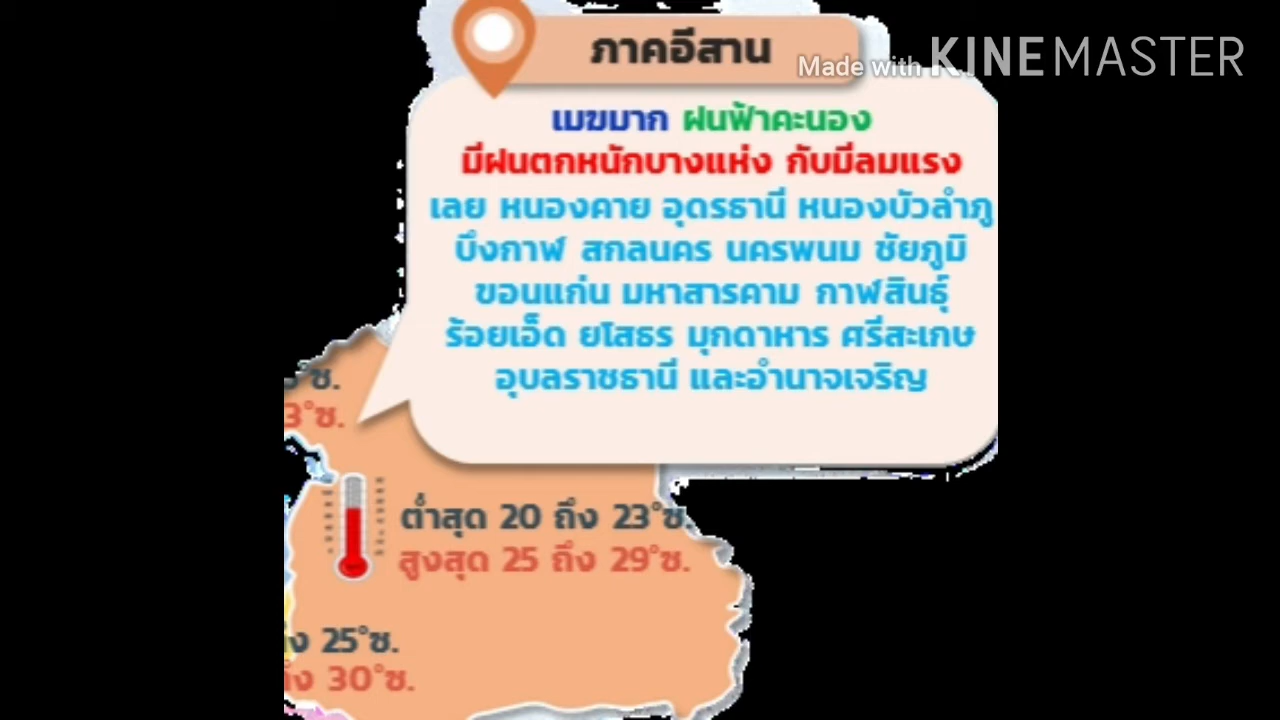 ภาคอีสาน
Made with KINEMASTER
เมฆมาก ฝนฟ้าคะนอง
มีฝนตกหนักบางแห่ง กับมีลมแรง
เลย หนองคาย อุดรธานี หนองบัวลำภู
บึงกาฬ สกลนคร นครพนม ชัยภูมิ
ขอนแก่น มหาสารคาม กาฬสินธุ์
ร้อยเอ็ด ยโสธร มุกดาหาร ศรีสะเกษ
อุบลราชธานี และอำนาจเจริญ
°ซ.
3°ซ.
ต่ำสุด 20 ถึง 23°ซ.
สูงสุด 25 ถึง 29°ซ.
25°ซ.
30°ซ.